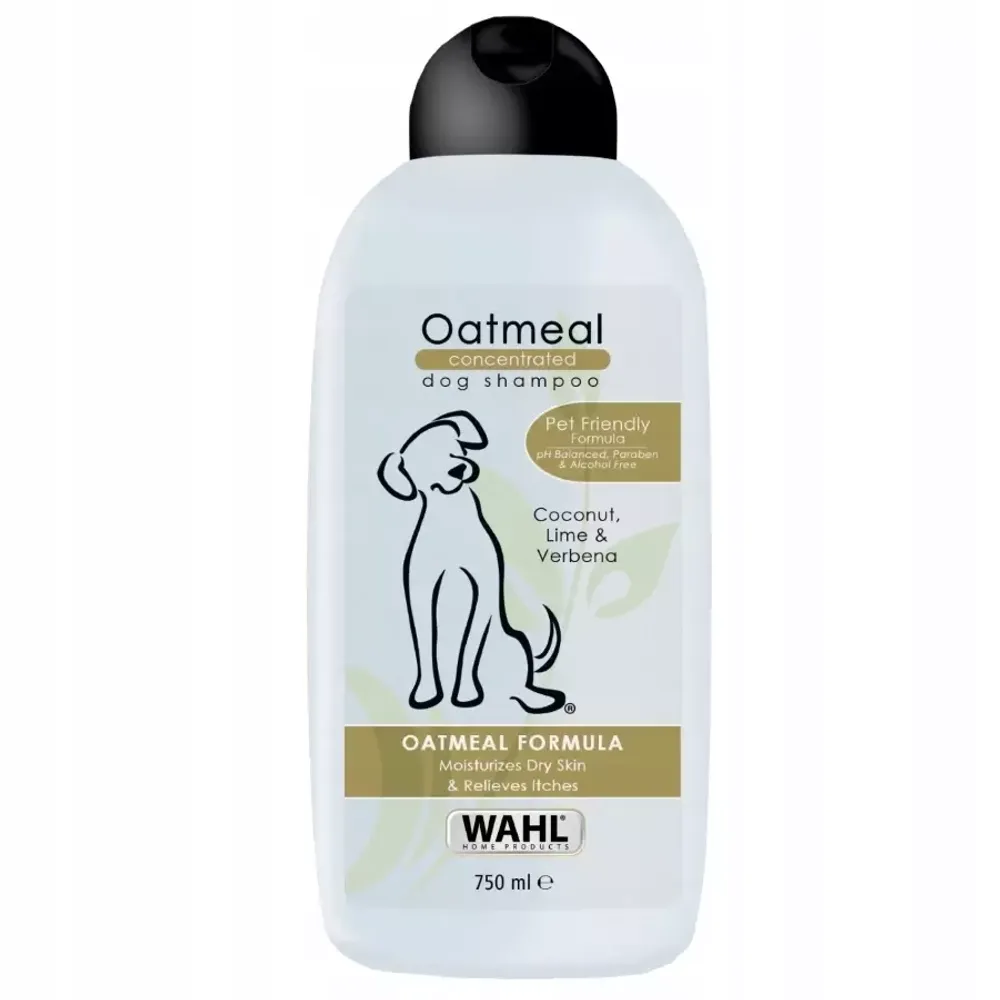 Oatmeal
concentrated
dog shampoo
Pet Friendly
Formula
pH Balanced, Paraben
& Alcohol Free
Coconut,
Lime &
Verbena
®
OATMEAL FORMULA
Moisturizes Dry Skin
& Relieves Itches
WAHL®
HOME PRODUCTS
750 ml ℮